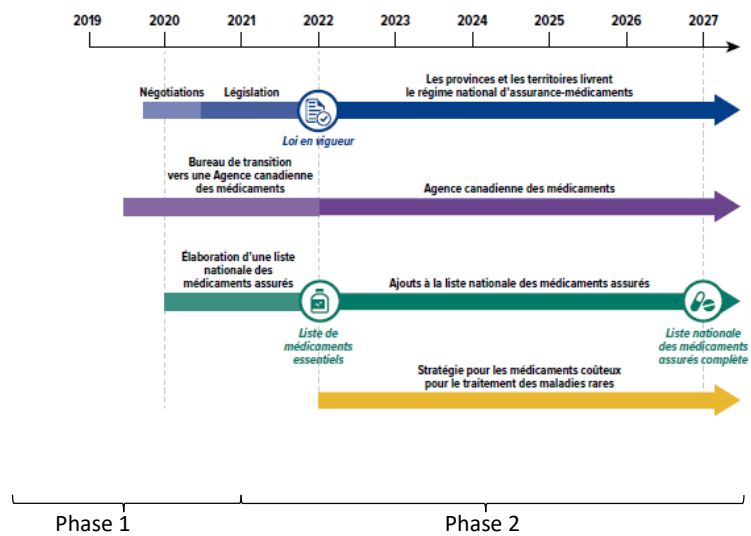 2019 2020 2021 2022 2023 2024 2025 2026 2027
Négotiations
Législation
Les provinces et les territoires livrent
le régime national d'assurance-médicaments
Loi en vigueur
Bureau de transition
vers une Agence canadienne
des médicaments
Agence canadienne des médicaments
Élaboration d'une liste
nationale des
médicaments assurés
Ajouts à la liste nationale des médicaments assurés
Liste de
médicaments
essentiels
Liste nationale
des médicaments
assurés complète
Stratégie pour les médicaments coûteux
pour le traitement des maladies rares
Phase 1
Phase 2